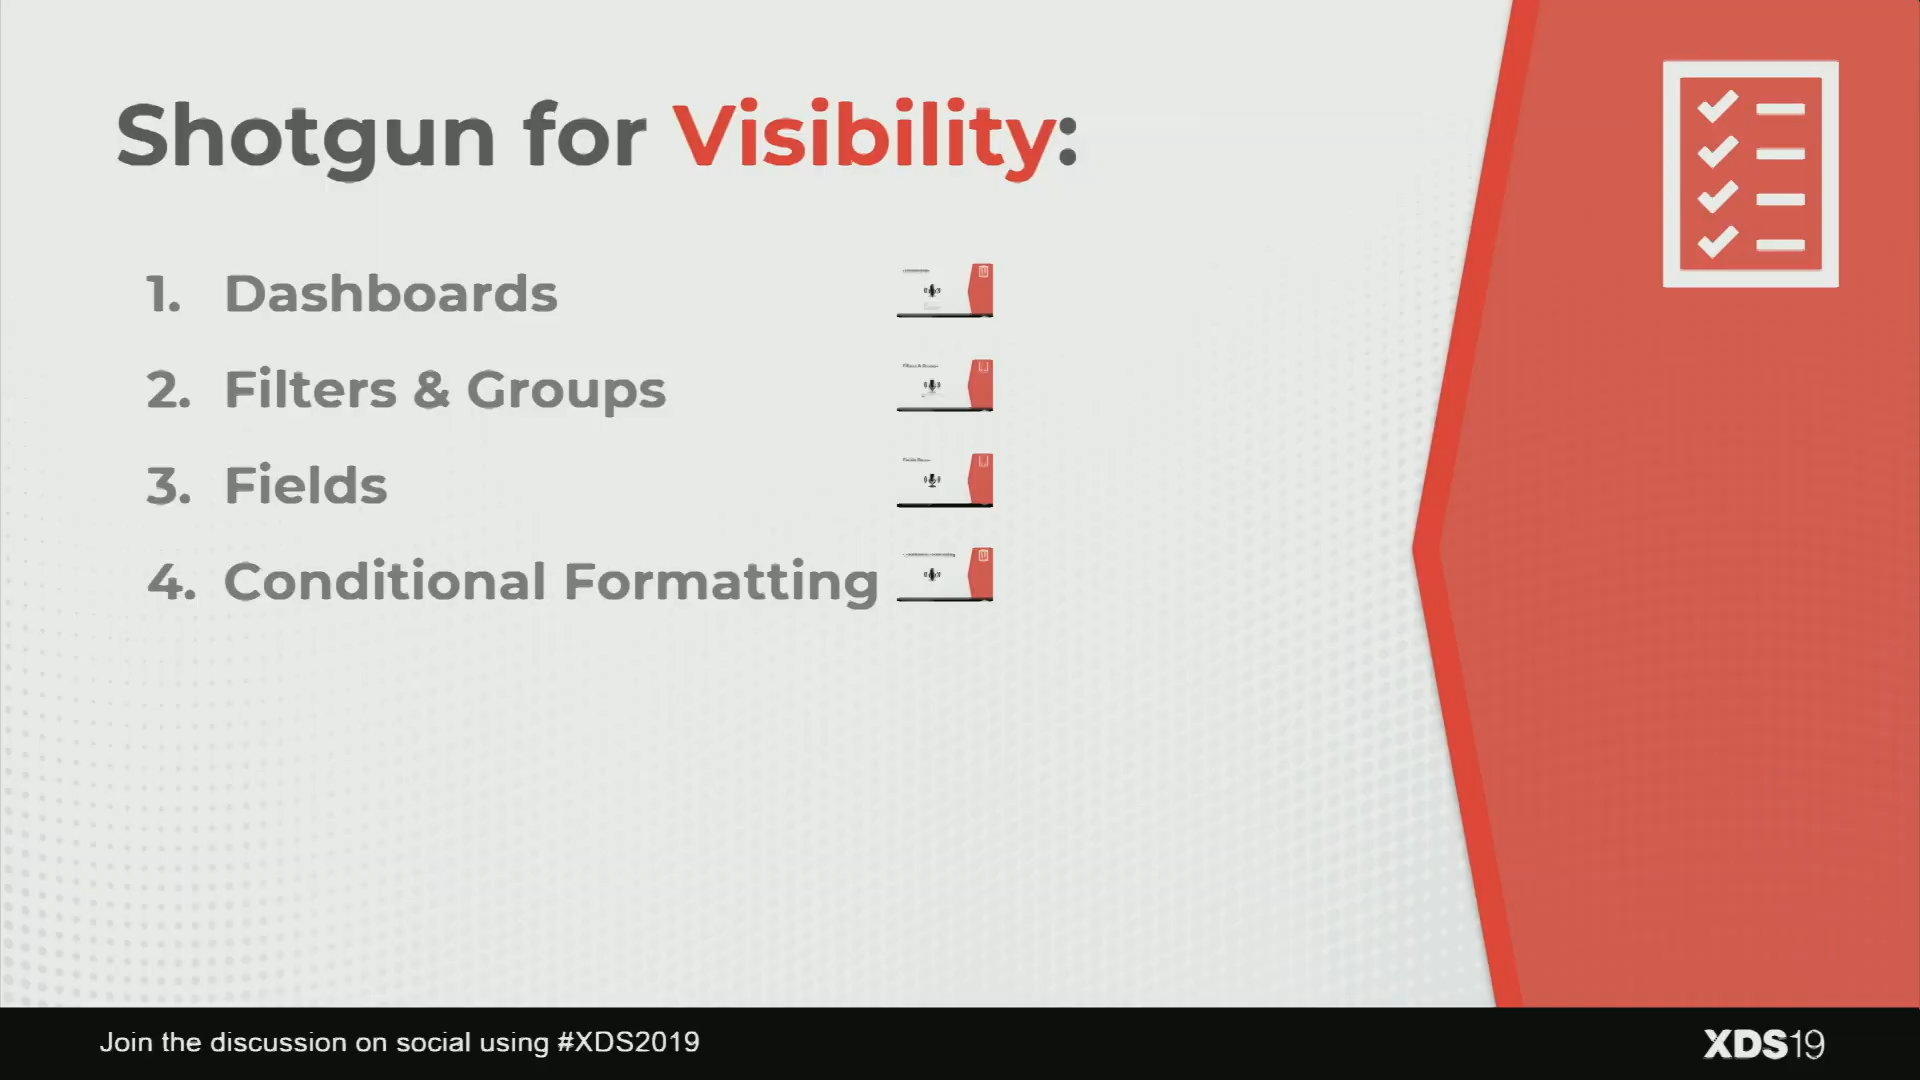 Shotgun for Visibility:
1. Dashboards
2. Filters & Groups
3. Fields
4. Conditional Formatting
Join the discussion on social using #XDS2019
XDS19